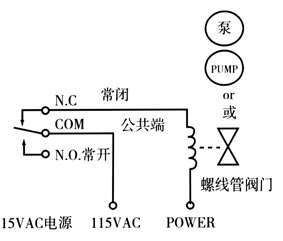 泵
PUMP
or
或
N.C 常闭
COM 公共端
N.O.常开
螺线管阀门
15VAC电源 115VAC POWER